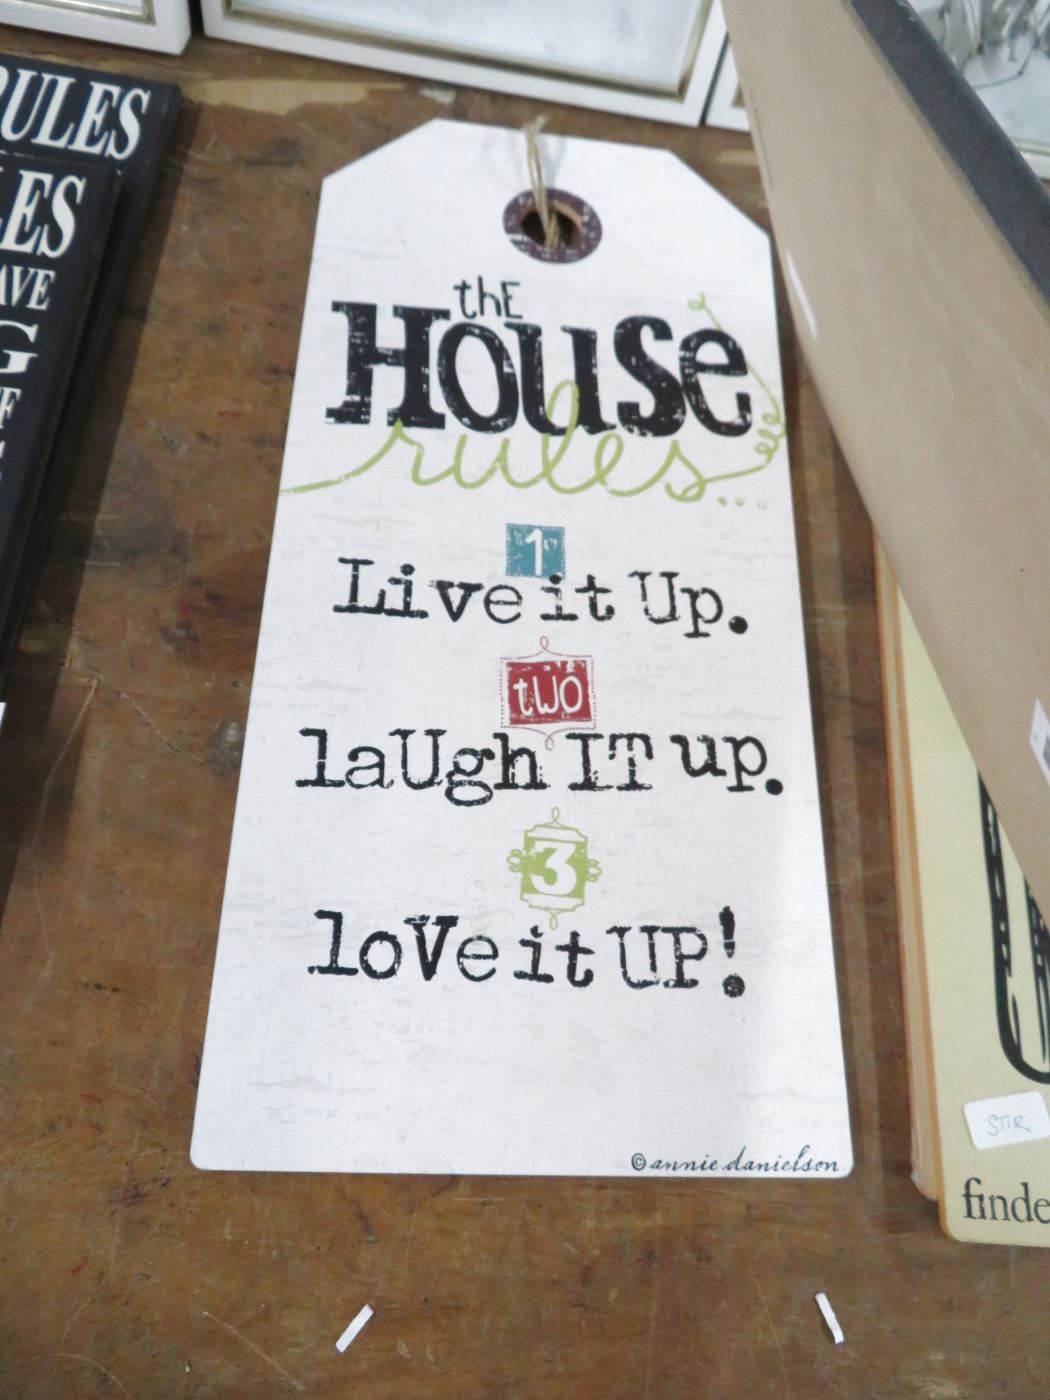 RULES
LES
AVE
G
thE
HOUSE
rules...
1
Live it Up.
two
laUgh IT up.
3
loVe it UP!
© annie danielson
STIR
finde